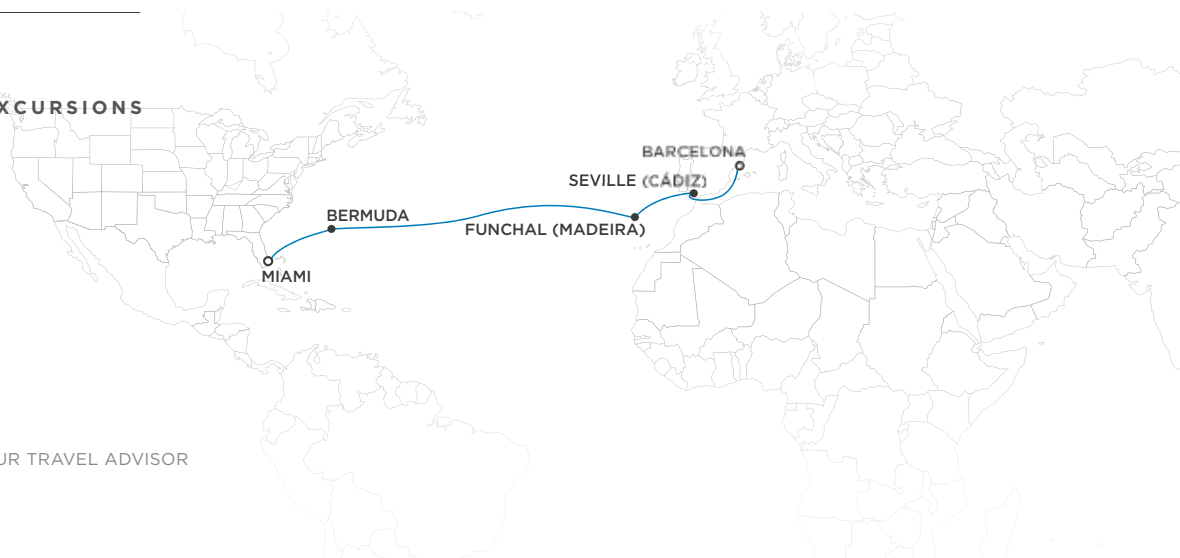 XCURSIONS
BARCELONA
SEVILLE (CÁDIZ)
BERMUDA
FUNCHAL (MADEIRA)
MIAMI
UR TRAVEL ADVISOR